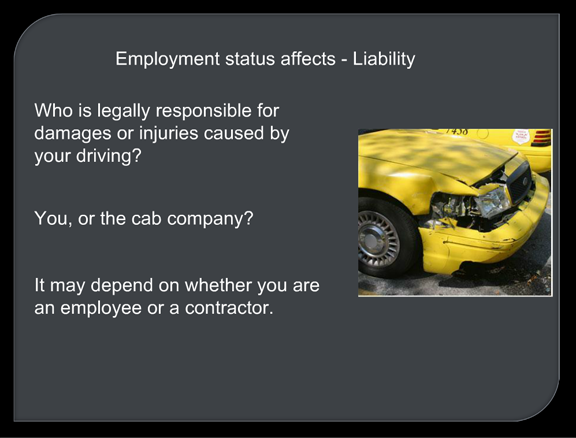 Employment status affects - Liability
Who is legally responsible for
damages or injuries caused by
your driving?
You, or the cab company?
It may depend on whether you are
an employee or a contractor.